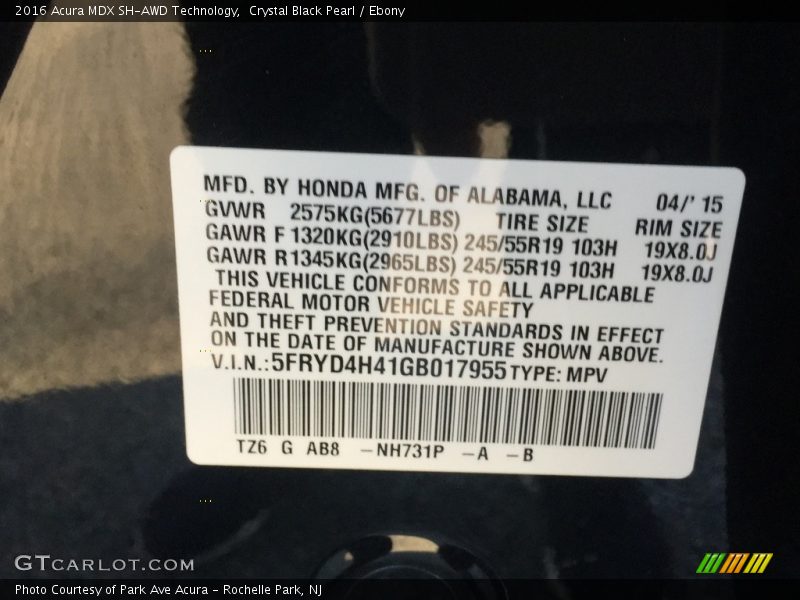 2016 Acura MDX SH-AWD Technology, Crystal Black Pearl / Ebony
MFD. BY HONDA MFG. OF ALABAMA, LLC 04/' 15
GVWR 2575KG(5677LBS) TIRE SIZE RIM SIZE
GAWR F 1320KG(2910LBS) 245/55R19 103H 19X8.0J
GAWR R1345KG(2965LBS) 245/55R19 103H 19X8.0J
THIS VEHICLE CONFORMS TO ALL APPLICABLE
FEDERAL MOTOR VEHICLE SAFETY
AND THEFT PREVENTION STANDARDS IN EFFECT
ON THE DATE OF MANUFACTURE SHOWN ABOVE.
V.I.N.:5FRYD4H41GB017955 TYPE: MPV
TZ6 G AB8 -NH731P -A -B
GTCARLOT.COM
Photo Courtesy of Park Ave Acura - Rochelle Park, NJ